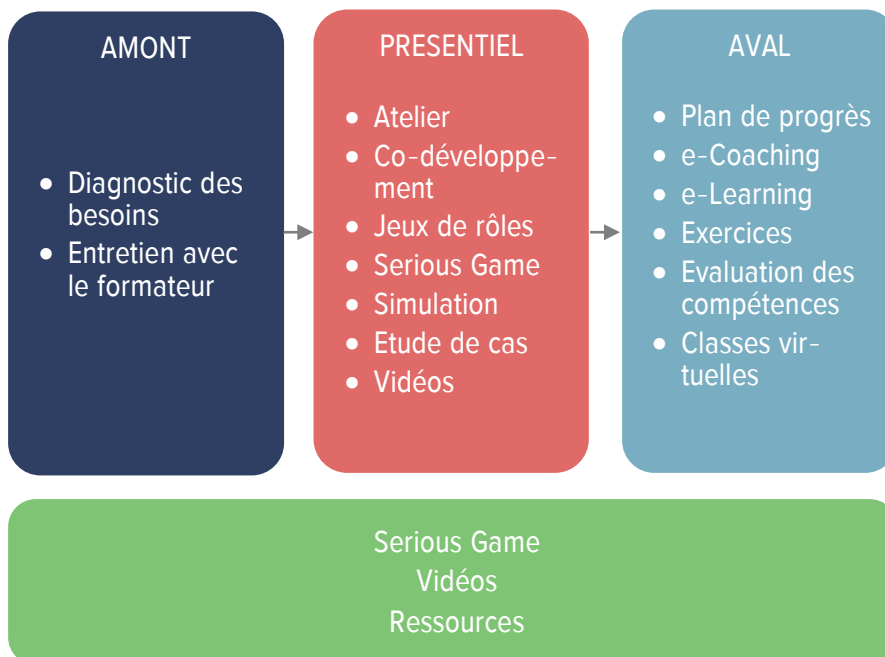 AMONT
• Diagnostic des
besoins
• Entretien avec
le formateur
PRESENTIEL
• Atelier
• Co-développe-
ment
• Jeux de rôles
• Serious Game
• Simulation
• Etude de cas
• Vidéos
AVAL
• Plan de progrès
• e-Coaching
• e-Learning
• Exercices
• Evaluation des
compétences
• Classes vir-
tuelles
Serious Game
Vidéos
Ressources